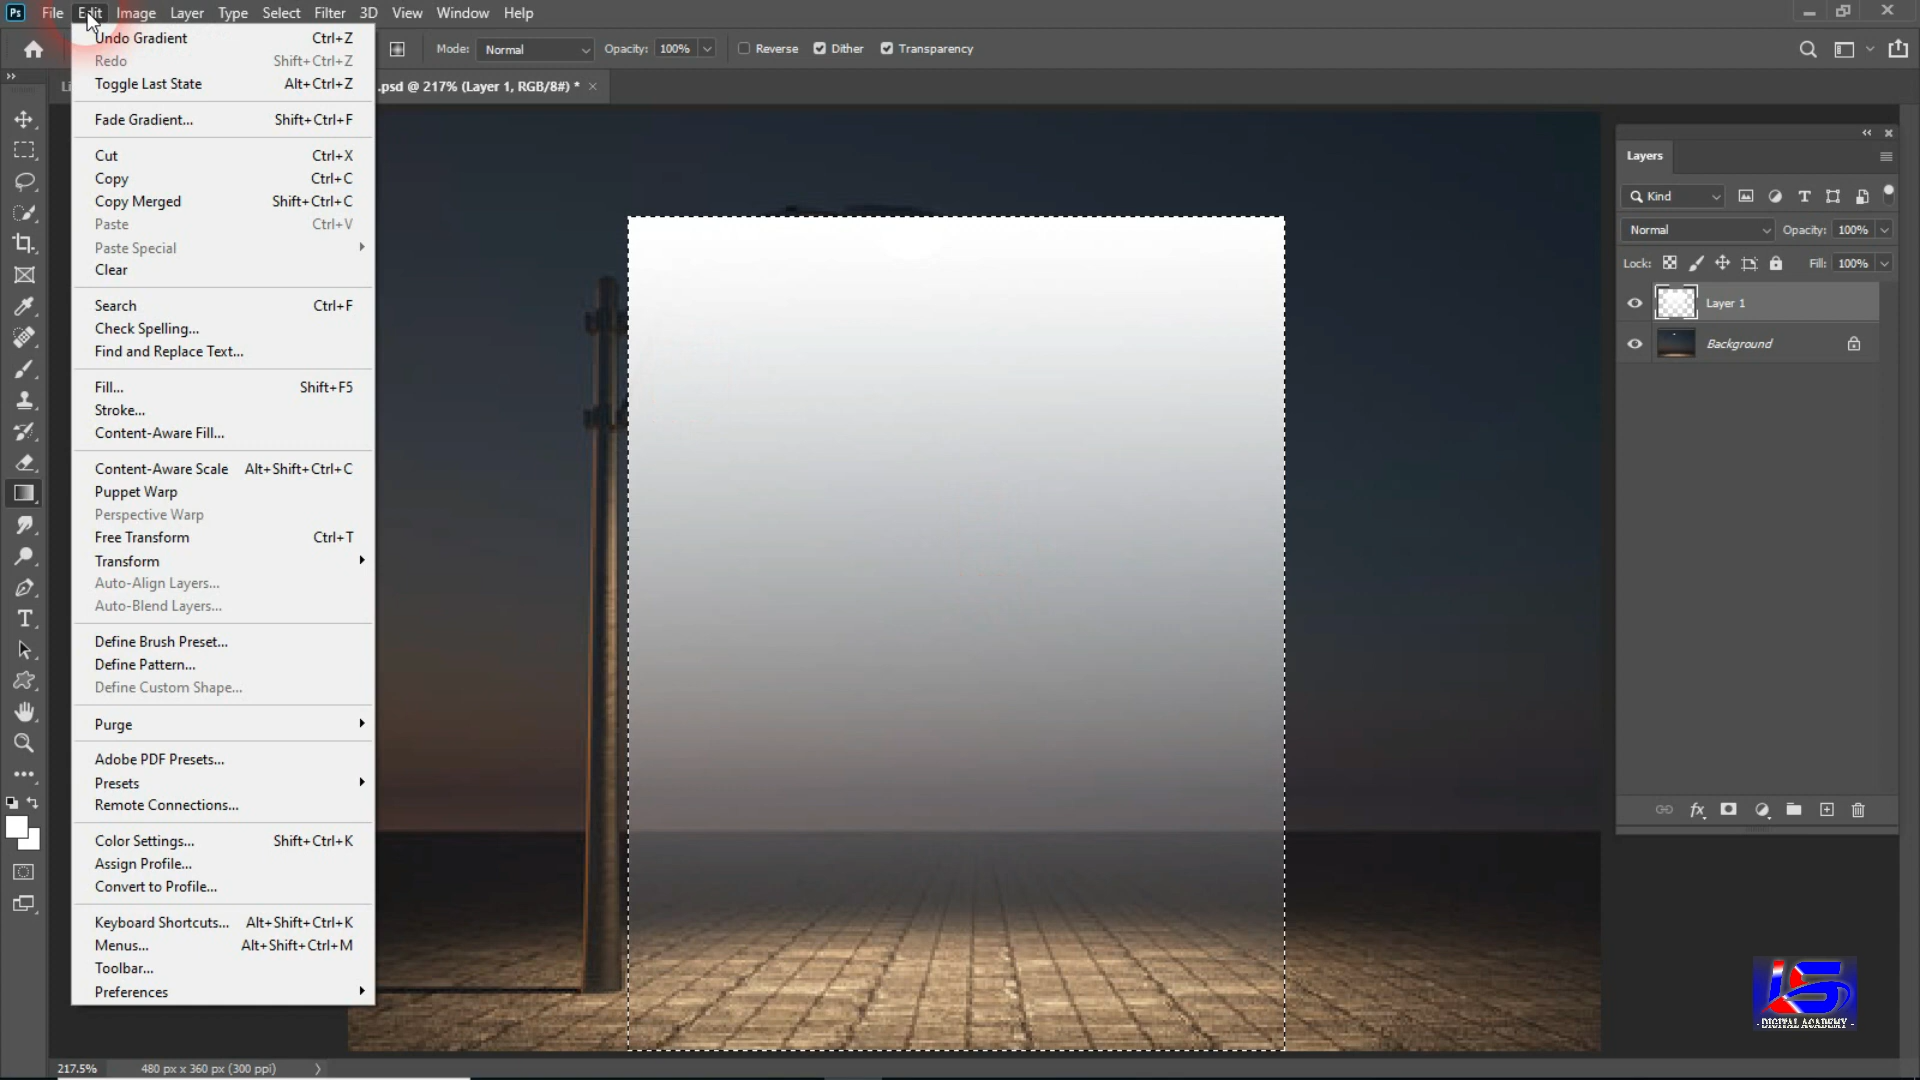 Ps File Edit Image Layer Type Select Filter 3D View Window Help
Mode: Normal Opacity: 100% Reverse Dither Transparency
Li .psd @ 217% (Layer 1, RGB/8#) * ×
Undo Gradient Ctrl+Z
Redo Shift+Ctrl+Z
Toggle Last State Alt+Ctrl+Z
Fade Gradient... Shift+Ctrl+F
Cut Ctrl+X
Copy Ctrl+C
Copy Merged Shift+Ctrl+C
Paste Ctrl+V
Paste Special
Clear
Search Ctrl+F
Check Spelling...
Find and Replace Text...
Fill... Shift+F5
Stroke...
Content-Aware Fill...
Content-Aware Scale Alt+Shift+Ctrl+C
Puppet Warp
Perspective Warp
Free Transform Ctrl+T
Transform
Auto-Align Layers...
Auto-Blend Layers...
Define Brush Preset...
Define Pattern...
Define Custom Shape...
Purge
Adobe PDF Presets...
Presets
Remote Connections...
Color Settings... Shift+Ctrl+K
Assign Profile...
Convert to Profile...
Keyboard Shortcuts... Alt+Shift+Ctrl+K
Menus... Alt+Shift+Ctrl+M
Toolbar...
Preferences
Layers
Kind
Normal Opacity: 100%
Lock: Fill: 100%
Layer 1
Background
fx
LS
- DIGITAL ACADEMY -
217.5% 480 px x 360 px (300 ppi)